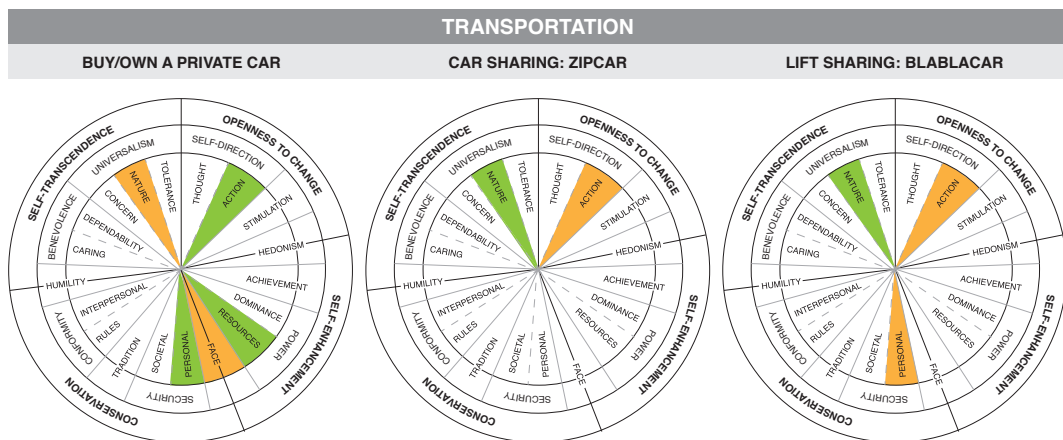 TRANSPORTATION
BUY/OWN A PRIVATE CAR
CAR SHARING: ZIPCAR
LIFT SHARING: BLABLACAR
SELF-TRANSCENDENCE
OPENNESS TO CHANGE
SELF-ENHANCEMENT
CONSERVATION
UNIVERSALISM
SELF-DIRECTION
BENEVOLENCE
POWER
SECURITY
CONFORMITY
NATURE
TOLERANCE
THOUGHT
ACTION
CONCERN
STIMULATION
DEPENDABILITY
HEDONISM
CARING
HUMILITY
ACHIEVEMENT
INTERPERSONAL
DOMINANCE
RULES
RESOURCES
TRADITION
SOCIETAL
PERSONAL
FACE
SELF-TRANSCENDENCE
OPENNESS TO CHANGE
SELF-ENHANCEMENT
CONSERVATION
UNIVERSALISM
SELF-DIRECTION
BENEVOLENCE
POWER
SECURITY
CONFORMITY
NATURE
TOLERANCE
THOUGHT
ACTION
CONCERN
STIMULATION
DEPENDABILITY
HEDONISM
CARING
HUMILITY
ACHIEVEMENT
INTERPERSONAL
DOMINANCE
RULES
RESOURCES
TRADITION
SOCIETAL
PERSONAL
FACE
SELF-TRANSCENDENCE
OPENNESS TO CHANGE
SELF-ENHANCEMENT
CONSERVATION
UNIVERSALISM
SELF-DIRECTION
BENEVOLENCE
POWER
SECURITY
CONFORMITY
NATURE
TOLERANCE
THOUGHT
ACTION
CONCERN
STIMULATION
DEPENDABILITY
HEDONISM
CARING
HUMILITY
ACHIEVEMENT
INTERPERSONAL
DOMINANCE
RULES
RESOURCES
TRADITION
SOCIETAL
PERSONAL
FACE